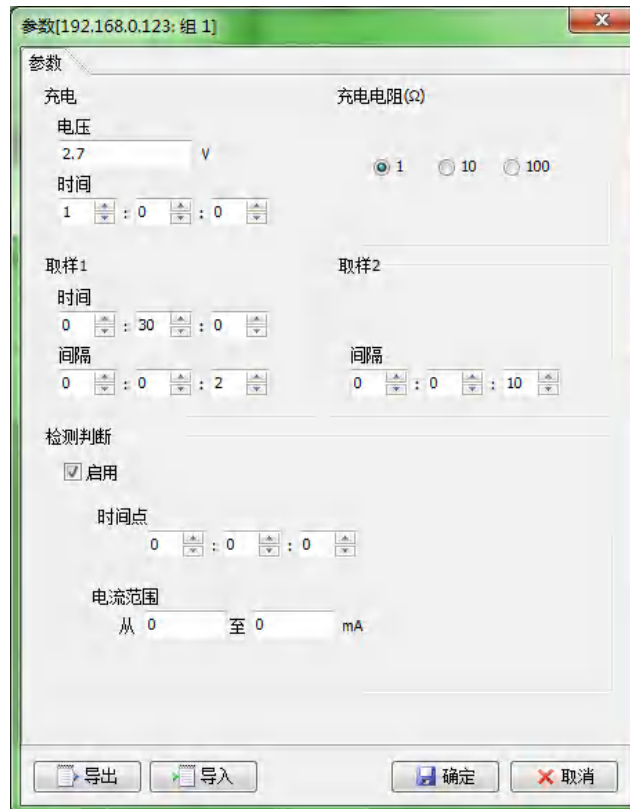 参数[192.168.0.123: 组 1]
参数
充电
充电电阻(Ω)
电压
2.7 V
1 10 100
时间
1 : 0 : 0
取样1
取样2
时间
0 : 30 : 0
间隔
间隔
0 : 0 : 2
0 : 0 : 10
检测判断
启用
时间点
0 : 0 : 0
电流范围
从 0 至 0 mA
导出 导入 确定 取消